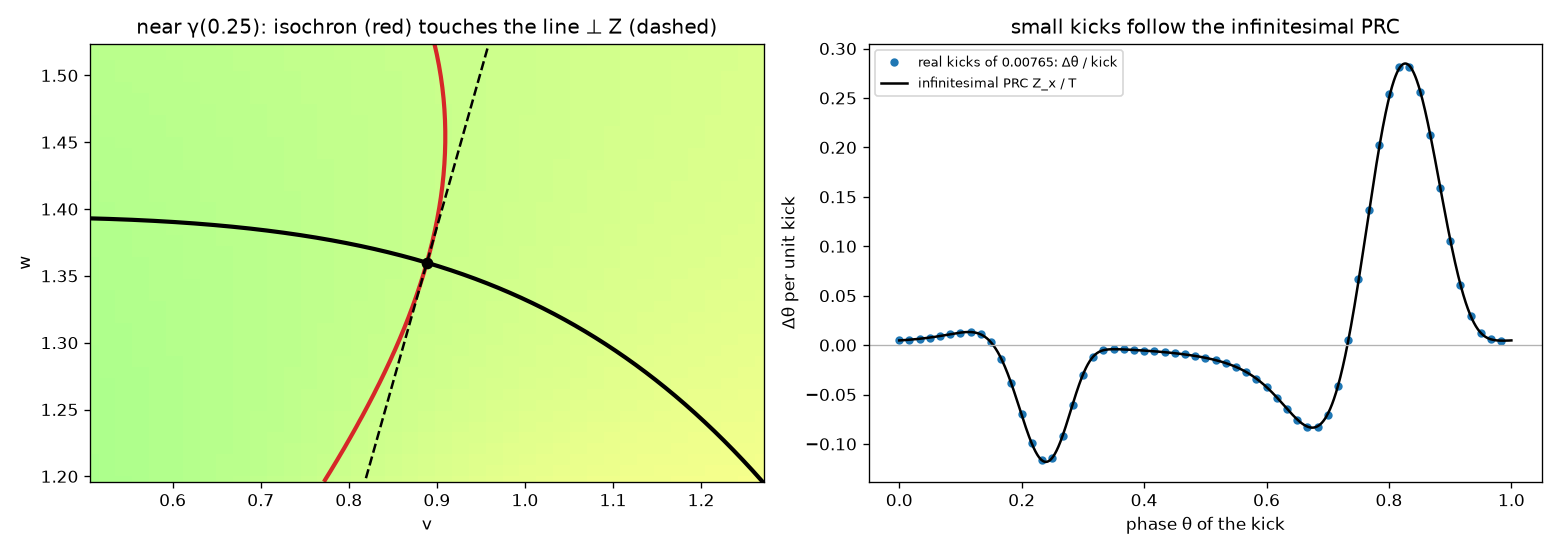 near γ(0.25): isochron (red) touches the line ⊥ Z (dashed)
1.50
1.45
1.40
1.35
1.30
1.25
1.20
w
0.6 0.7 0.8 0.9 1.0 1.1 1.2
v
small kicks follow the infinitesimal PRC
real kicks of 0.00765: Δθ / kick
infinitesimal PRC Z_x / T
0.30
0.25
0.20
0.15
0.10
0.05
0.00
−0.05
−0.10
Δθ per unit kick
0.0 0.2 0.4 0.6 0.8 1.0
phase θ of the kick